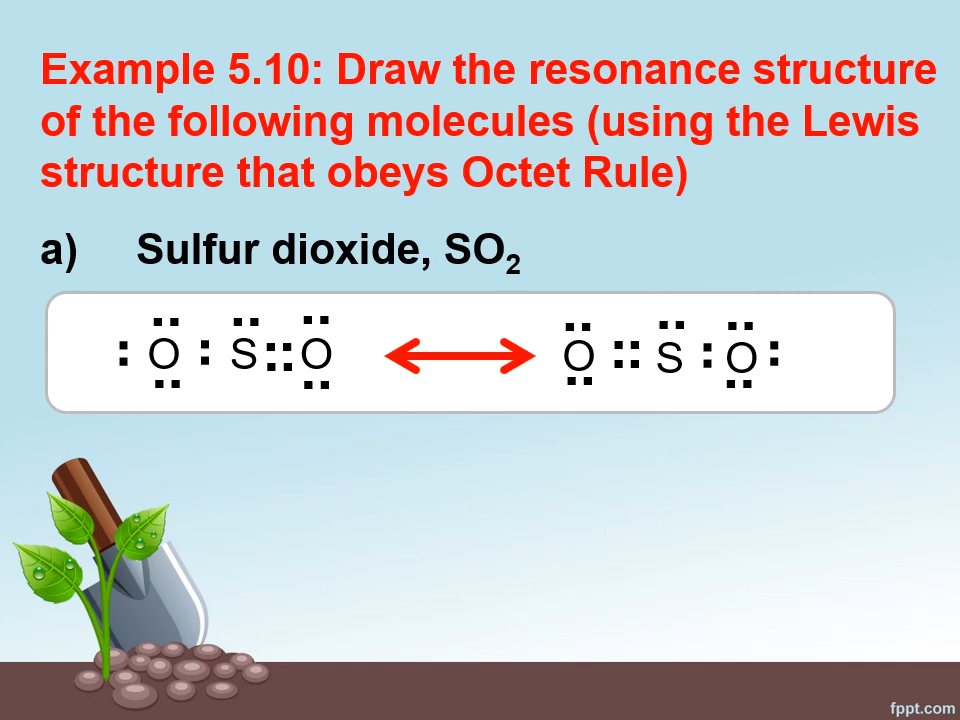 Example 5.10: Draw the resonance structure
of the following molecules (using the Lewis
structure that obeys Octet Rule)
a) Sulfur dioxide, SO₂
O S O O S O
fppt.com